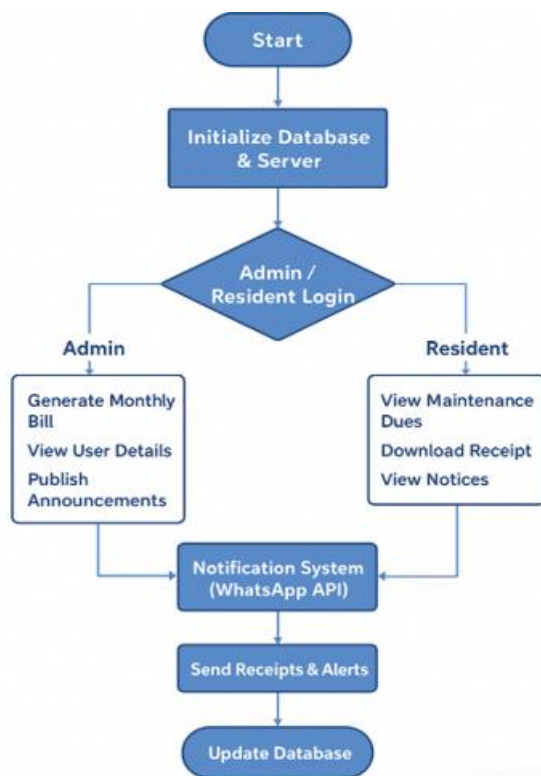 Start
Initialize Database
& Server
Admin /
Resident Login
Admin
Resident
Generate Monthly
Bill
View User Details
Publish
Announcements
View Maintenance
Dues
Download Receipt
View Notices
Notification System
(WhatsApp API)
Send Receipts & Alerts
Update Database